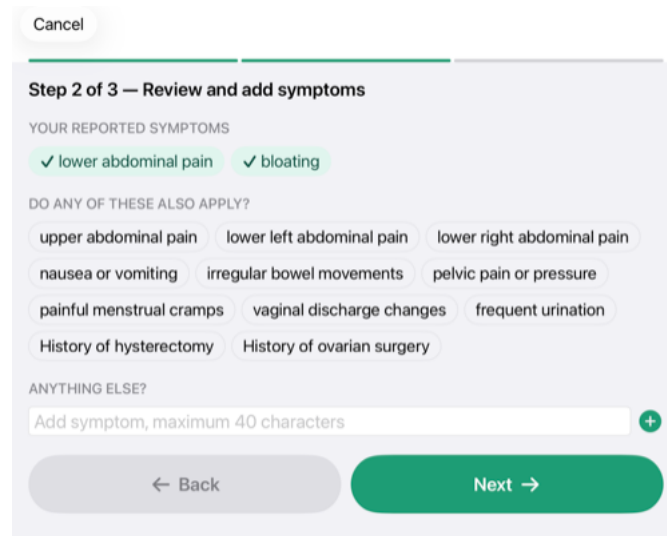 Cancel
Step 2 of 3 — Review and add symptoms
YOUR REPORTED SYMPTOMS
✓ lower abdominal pain ✓ bloating
DO ANY OF THESE ALSO APPLY?
upper abdominal pain lower left abdominal pain lower right abdominal pain
nausea or vomiting irregular bowel movements pelvic pain or pressure
painful menstrual cramps vaginal discharge changes frequent urination
History of hysterectomy History of ovarian surgery
ANYTHING ELSE?
Add symptom, maximum 40 characters +
← Back Next →